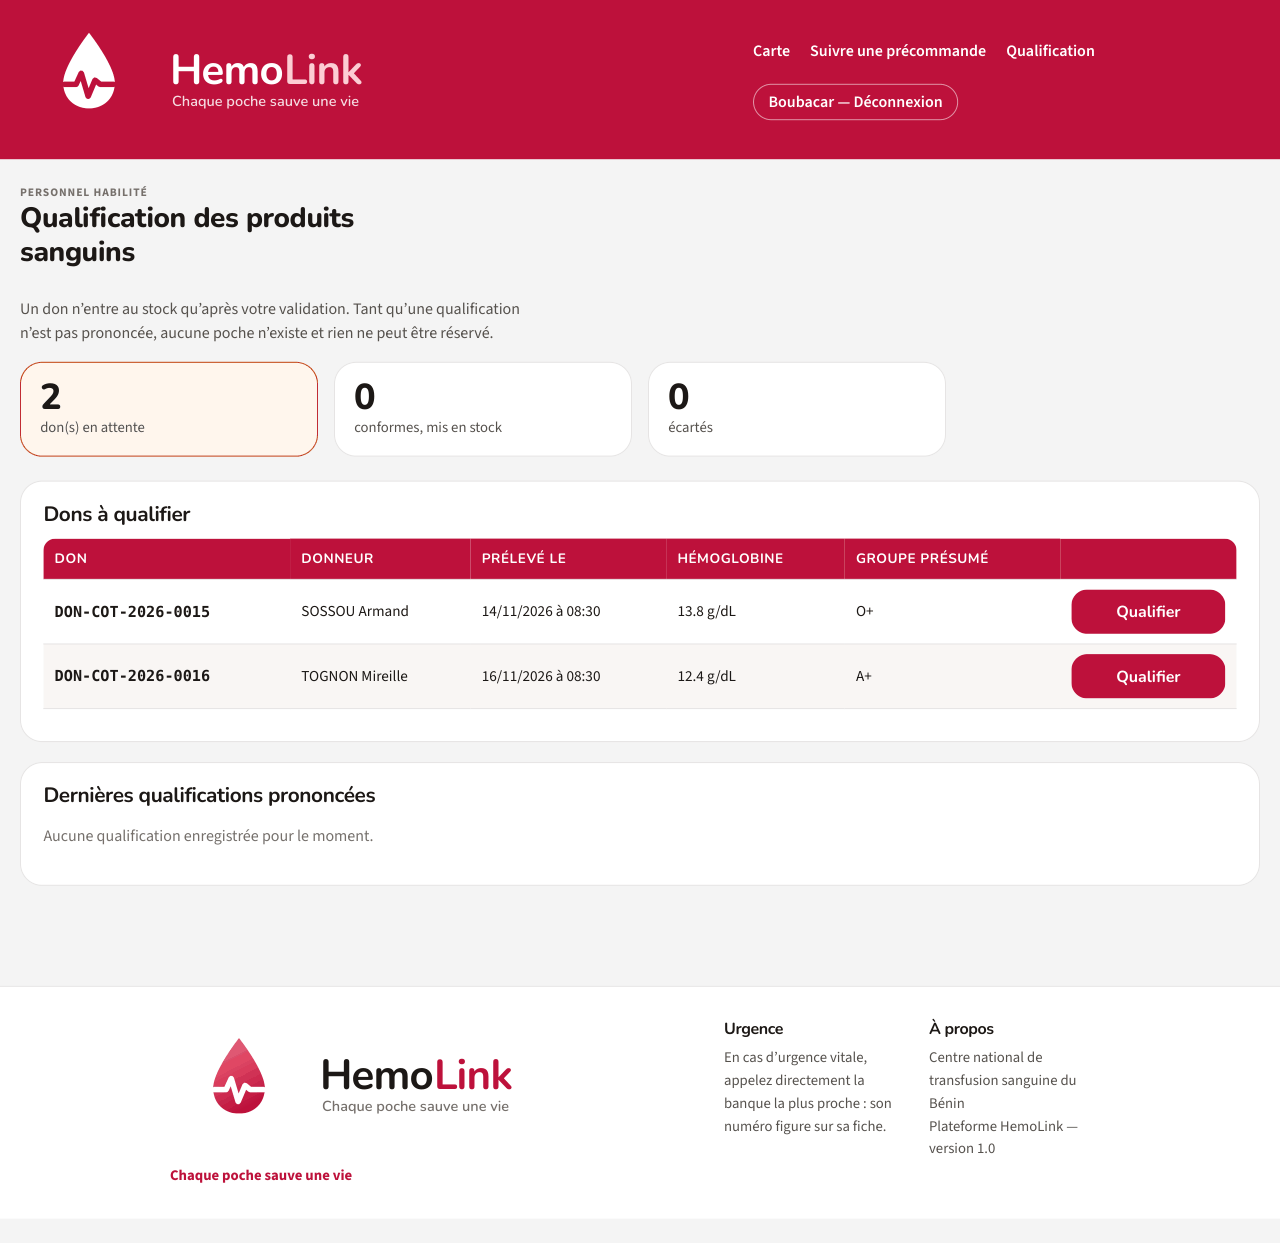 HemoLink
Chaque poche sauve une vie
Carte Suivre une précommande Qualification
Boubacar — Déconnexion
PERSONNEL HABILITÉ
Qualification des produits
sanguins
Un don n’entre au stock qu’après votre validation. Tant qu’une qualification
n’est pas prononcée, aucune poche n’existe et rien ne peut être réservé.
2
don(s) en attente
0
conformes, mis en stock
0
écartés
Dons à qualifier
DON DONNEUR PRÉLEVÉ LE HÉMOGLOBINE GROUPE PRÉSUMÉ
DON-COT-2026-0015 SOSSOU Armand 14/11/2026 à 08:30 13.8 g/dL O+ Qualifier
DON-COT-2026-0016 TOGNON Mireille 16/11/2026 à 08:30 12.4 g/dL A+ Qualifier
Dernières qualifications prononcées
Aucune qualification enregistrée pour le moment.
HemoLink
Chaque poche sauve une vie
Chaque poche sauve une vie
Urgence
En cas d’urgence vitale,
appelez directement la
banque la plus proche : son
numéro figure sur sa fiche.
À propos
Centre national de
transfusion sanguine du
Bénin
Plateforme HemoLink —
version 1.0